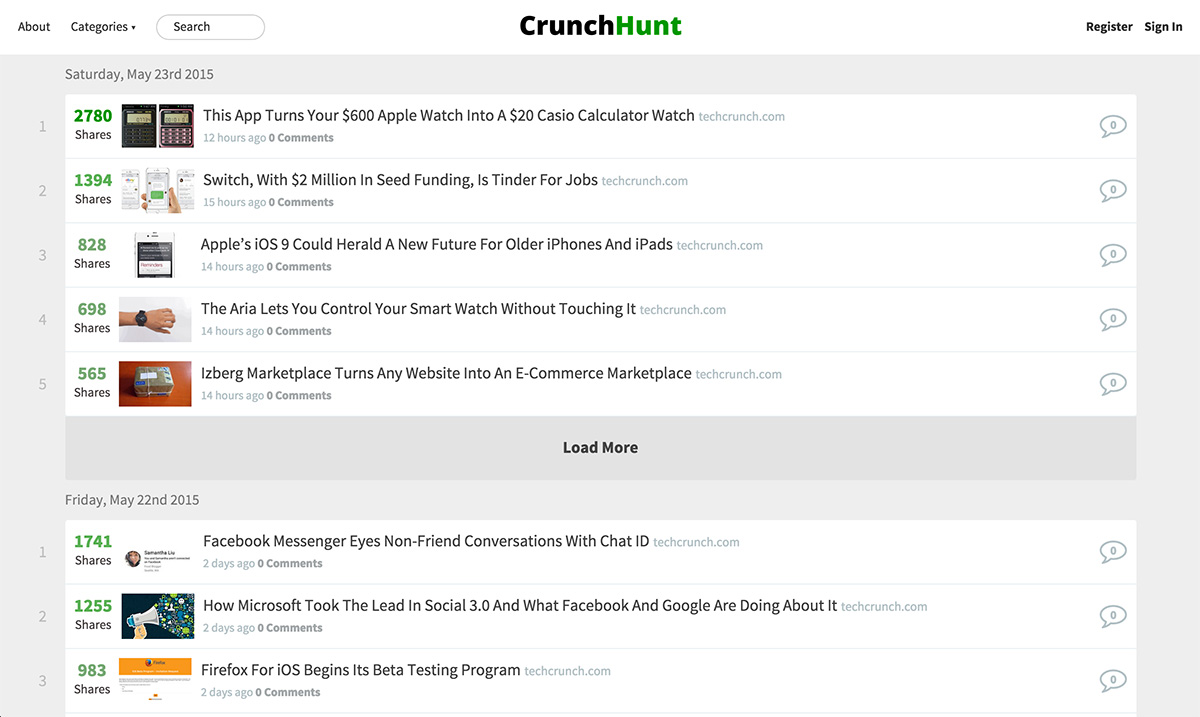 About Categories ▾ Search CrunchHunt Register Sign In
Saturday, May 23rd 2015
1 2780 Shares This App Turns Your $600 Apple Watch Into A $20 Casio Calculator Watch techcrunch.com 0
12 hours ago 0 Comments
2 1394 Shares Switch, With $2 Million In Seed Funding, Is Tinder For Jobs techcrunch.com 0
15 hours ago 0 Comments
3 828 Shares Apple’s iOS 9 Could Herald A New Future For Older iPhones And iPads techcrunch.com 0
Reminders
14 hours ago 0 Comments
4 698 Shares The Aria Lets You Control Your Smart Watch Without Touching It techcrunch.com 0
14 hours ago 0 Comments
5 565 Shares Izberg Marketplace Turns Any Website Into An E-Commerce Marketplace techcrunch.com 0
14 hours ago 0 Comments
Load More
Friday, May 22nd 2015
1 1741 Shares Facebook Messenger Eyes Non-Friend Conversations With Chat ID techcrunch.com 0
Samantha Liu
2 days ago 0 Comments
2 1255 Shares How Microsoft Took The Lead In Social 3.0 And What Facebook And Google Are Doing About It techcrunch.com 0
2 days ago 0 Comments
3 983 Shares Firefox For iOS Begins Its Beta Testing Program techcrunch.com 0
Firefox
2 days ago 0 Comments